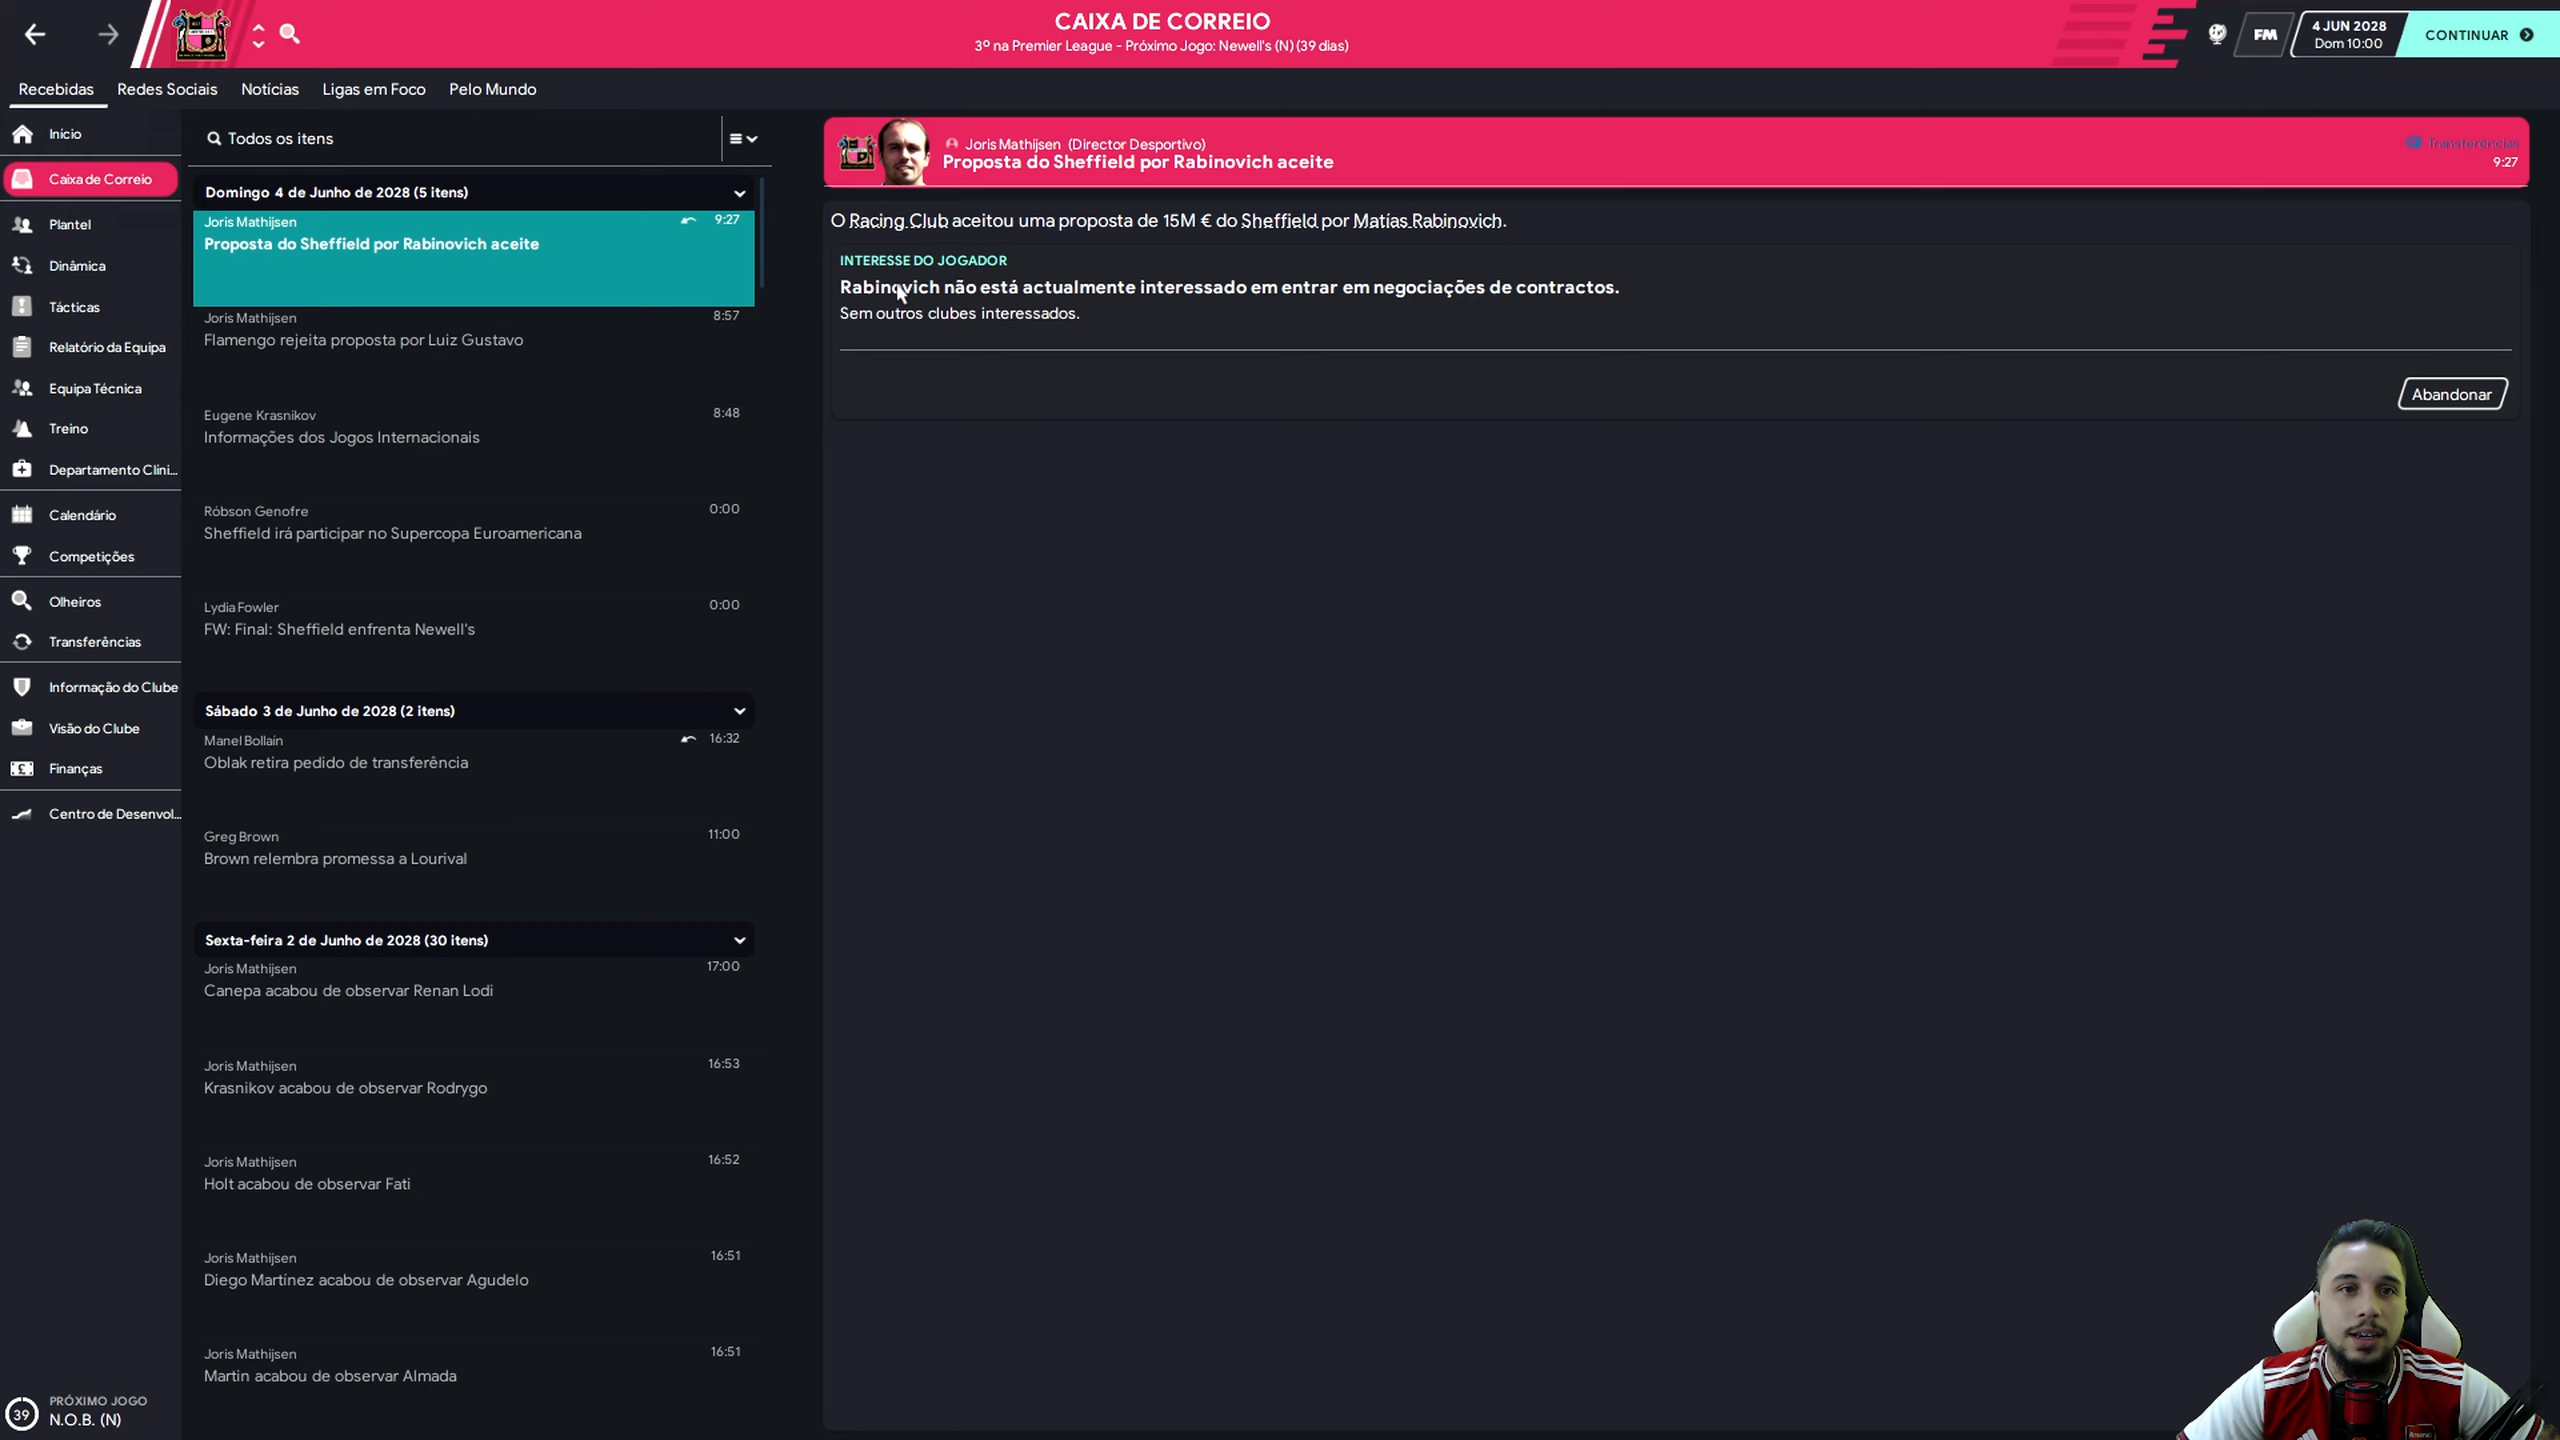 CAIXA DE CORREIO
3º na Premier League - Próximo Jogo: Newell's (N) (39 dias)
FM
4 JUN 2028
Dom 10:00
CONTINUAR
Recebidas
Redes Sociais
Notícias
Ligas em Foco
Pelo Mundo
Início
Caixa de Correio
Plantel
Dinâmica
Tácticas
Relatório da Equipa
Equipa Técnica
Treino
Departamento Clíni...
Calendário
Competições
Olheiros
Transferências
Informação do Clube
Visão do Clube
Finanças
Centro de Desenvol...
39
PRÓXIMO JOGO
N.O.B. (N)
Todos os itens
Domingo 4 de Junho de 2028 (5 itens)
Joris Mathijsen 9:27
Proposta do Sheffield por Rabinovich aceite
Joris Mathijsen 8:57
Flamengo rejeita proposta por Luiz Gustavo
Eugene Krasnikov 8:48
Informações dos Jogos Internacionais
Róbson Genofre 0:00
Sheffield irá participar no Supercopa Euroamericana
Lydia Fowler 0:00
FW: Final: Sheffield enfrenta Newell's
Sábado 3 de Junho de 2028 (2 itens)
Manel Bollaín 16:32
Oblak retira pedido de transferência
Greg Brown 11:00
Brown relembra promessa a Lourival
Sexta-feira 2 de Junho de 2028 (30 itens)
Joris Mathijsen 17:00
Canepa acabou de observar Renan Lodi
Joris Mathijsen 16:53
Krasnikov acabou de observar Rodrygo
Joris Mathijsen 16:52
Holt acabou de observar Fati
Joris Mathijsen 16:51
Diego Martínez acabou de observar Agudelo
Joris Mathijsen 16:51
Martin acabou de observar Almada
Joris Mathijsen (Director Desportivo)
Proposta do Sheffield por Rabinovich aceite
Transferências
9:27
O Racing Club aceitou uma proposta de 15M € do Sheffield por Matías Rabinovich.
INTERESSE DO JOGADOR
Rabinovich não está actualmente interessado em entrar em negociações de contractos.
Sem outros clubes interessados.
Abandonar